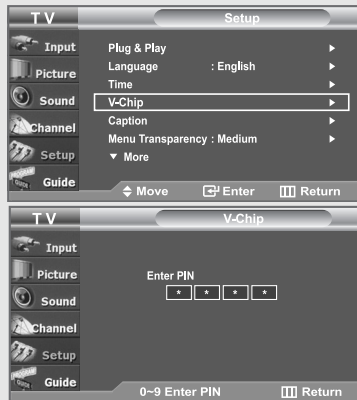 TV Setup
Input
Picture
Sound
Channel
Setup
Guide
Plug & Play
Language : English
Time
V-Chip
Caption
Menu Transparency : Medium
▼ More
Move Enter Return
TV V-Chip
Input
Picture
Sound
Channel
Setup
Guide
Enter PIN
* * * *
0~9 Enter PIN Return